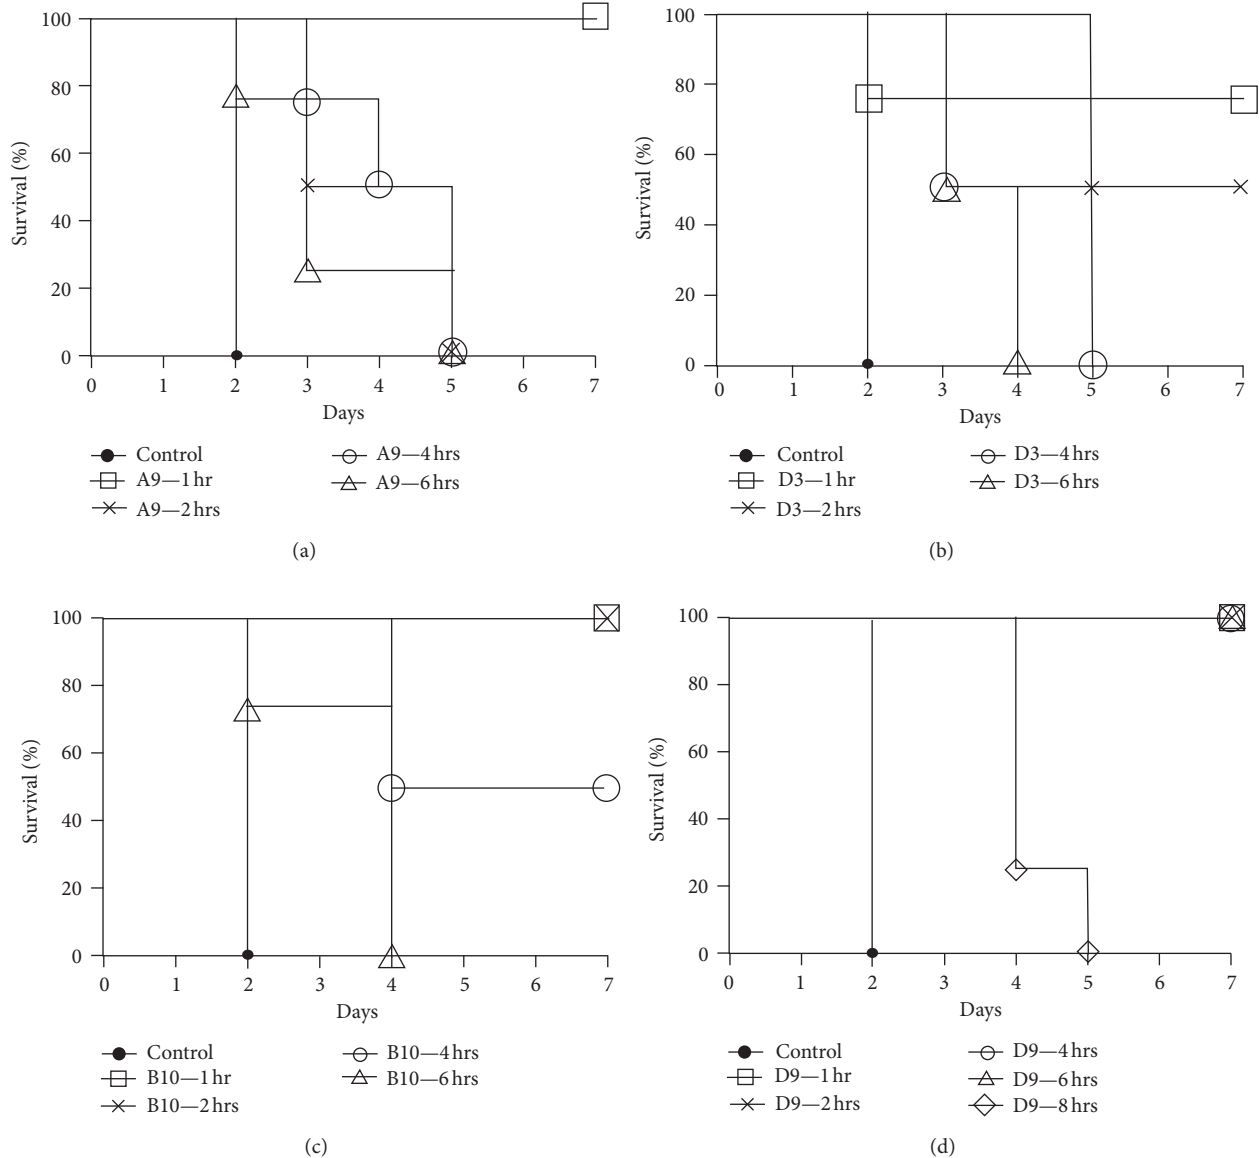 100
80
60
40
20
0
Survival (%)
0 1 2 3 4 5 6 7
Days
Control
A9—1 hr
A9—2 hrs
A9—4 hrs
A9—6 hrs
(a)
100
80
60
40
20
0
Survival (%)
0 1 2 3 4 5 6 7
Days
Control
D3—1 hr
D3—2 hrs
D3—4 hrs
D3—6 hrs
(b)
100
80
60
40
20
0
Survival (%)
0 1 2 3 4 5 6 7
Days
Control
B10—1 hr
B10—2 hrs
B10—4 hrs
B10—6 hrs
(c)
100
80
60
40
20
0
Survival (%)
0 1 2 3 4 5 6 7
Days
Control
D9—1 hr
D9—2 hrs
D9—4 hrs
D9—6 hrs
D9—8 hrs
(d)